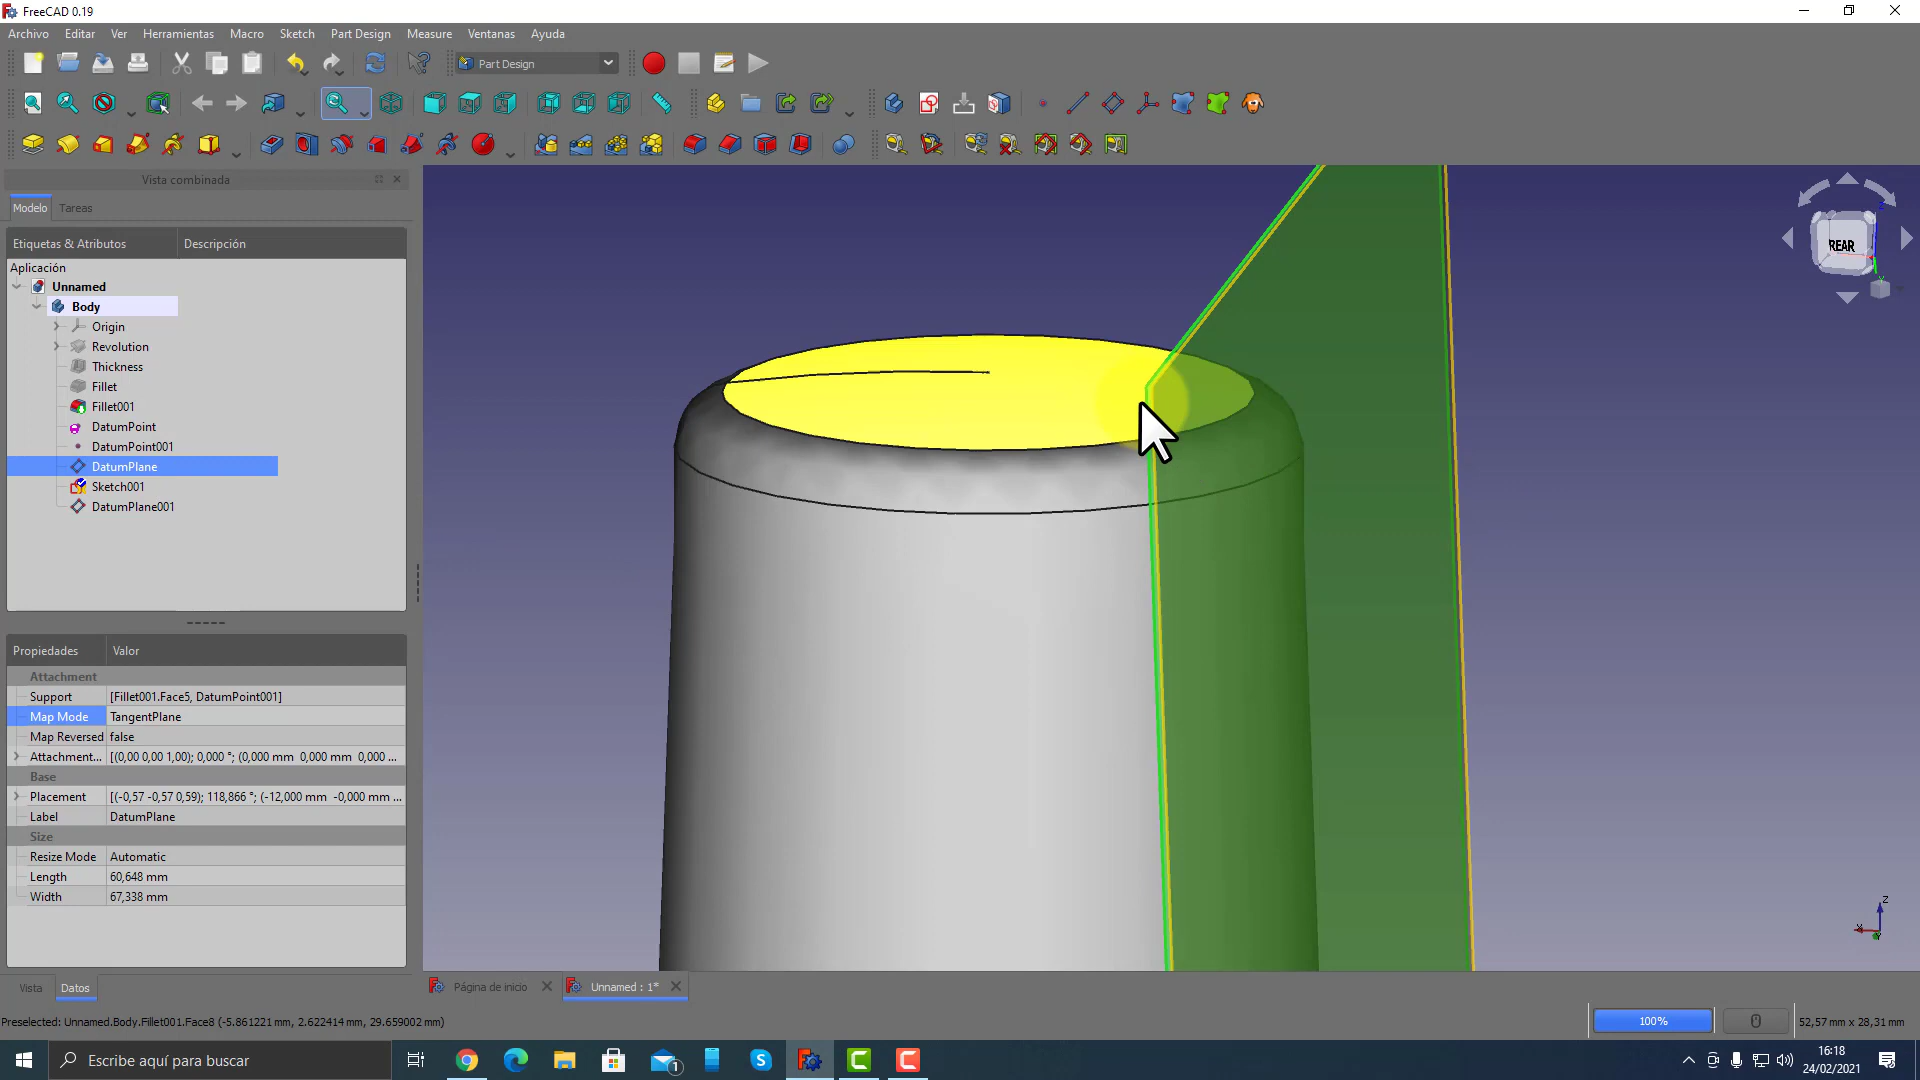 FreeCAD 0.19
Archivo Editar Ver Herramientas Macro Sketch Part Design Measure Ventanas Ayuda
Part Design
Vista combinada
Modelo Tareas
Etiquetas & Atributos Descripción
Aplicación
Unnamed
Body
Origin
Revolution
Thickness
Fillet
Fillet001
DatumPoint
DatumPoint001
DatumPlane
Sketch001
DatumPlane001
REAR
Z
Propiedades Valor
Attachment
Support [Fillet001.Face5, DatumPoint001]
Map Mode TangentPlane
Map Reversed false
Attachment... [(0,00 0,00 1,00); 0,000 °; (0,000 mm 0,000 mm 0,000 ...
Base
Placement [(-0,57 -0,57 0,59); 118,866 °; (-12,000 mm -0,000 mm ...
Label DatumPlane
Size
Resize Mode Automatic
Length 60,648 mm
Width 67,338 mm
Z
X
Y
Vista Datos
Página de inicio
Unnamed : 1*
Preselected: Unnamed.Body.Fillet001.Face8 (-5.861221 mm, 2.622414 mm, 29.659002 mm)
100%
52,57 mm x 28,31 mm
Escribe aquí para buscar
1
16:18
24/02/2021